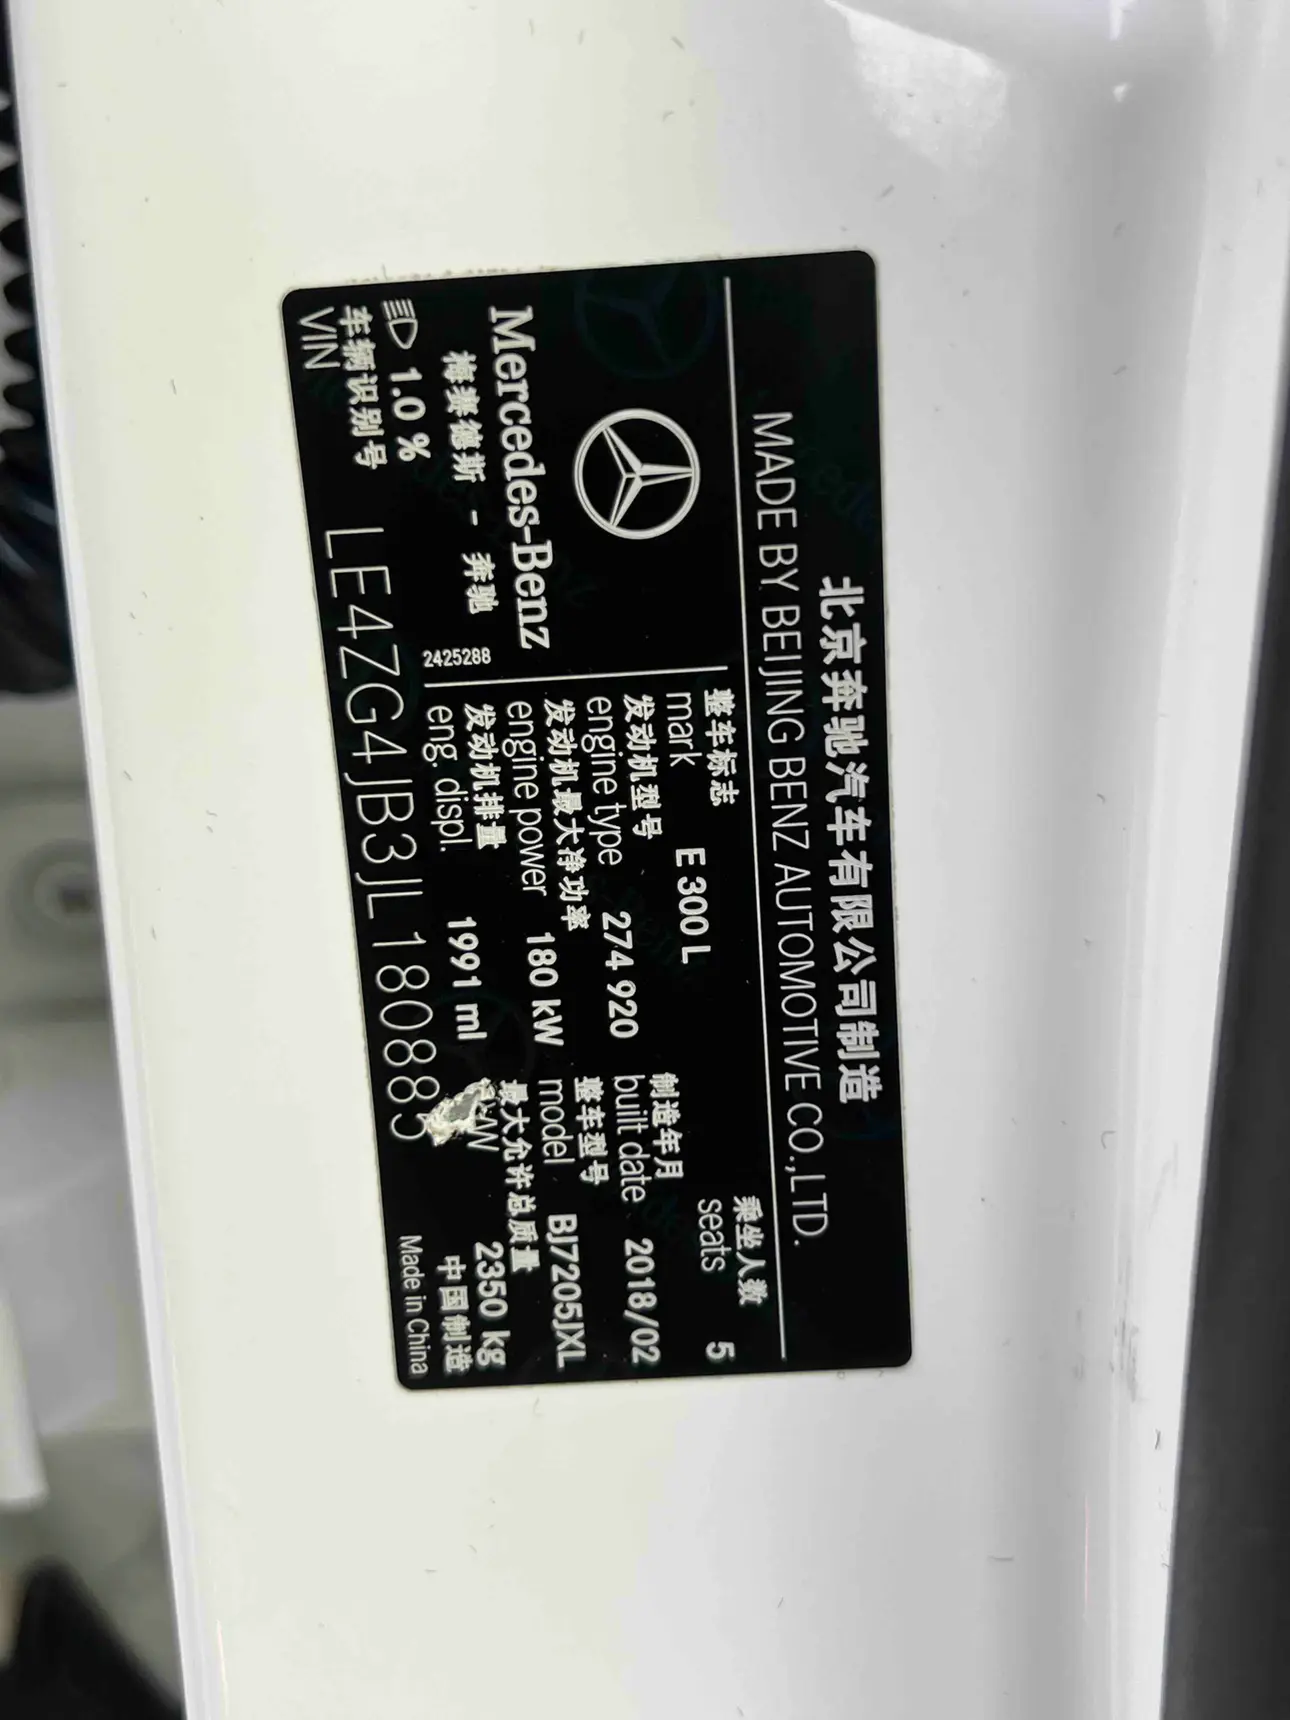 北京奔驰汽车有限公司制造
MADE BY BEIJING BENZ AUTOMOTIVE CO.,LTD.
Mercedes-Benz
梅赛德斯 - 奔驰
2425288
整车标志
mark E 300 L
乘坐人数
seats 5
发动机型号
engine type 274 920
制造年月
built date 2018/02
发动机最大净功率
engine power 180 kW
整车型号
model BJ7205JXL
发动机排量
eng. displ. 1991 ml
最大允许总质量
2350 kg
1.0 %
车辆识别号
VIN LE4ZG4JB3JL180885
中国制造
Made in China